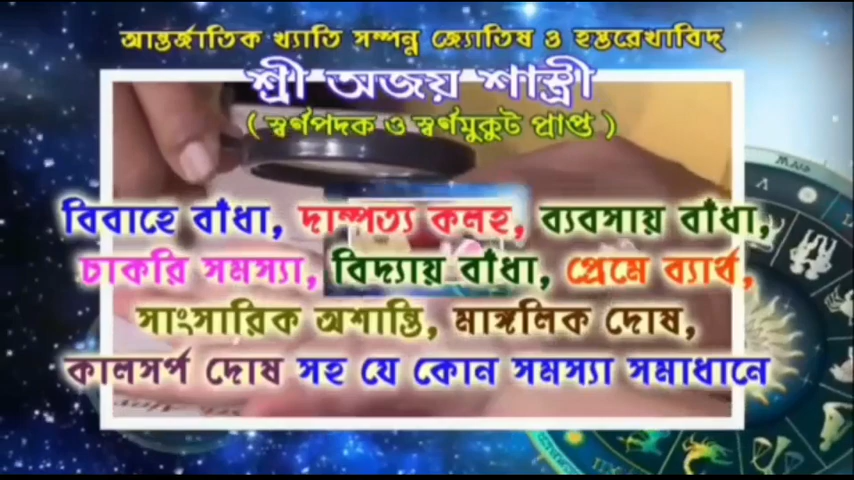 আন্তর্জাতিক খ্যাতি সম্পন্ন জ্যোতিষ ও হস্তরেখাবিদ্
শ্রী অজয় শাস্ত্রী
( স্বর্ণপদক ও স্বর্ণমুকুট প্রাপ্ত )
বিবাহে বাঁধা, দাম্পত্য কলহ, ব্যবসায় বাঁধা,
চাকরি সমস্যা, বিদ্যায় বাঁধা, প্রেমে ব্যার্থ,
সাংসারিক অশান্তি, মাঙ্গলিক দোষ,
কালসর্প দোষ সহ যে কোন সমস্যা সমাধানে